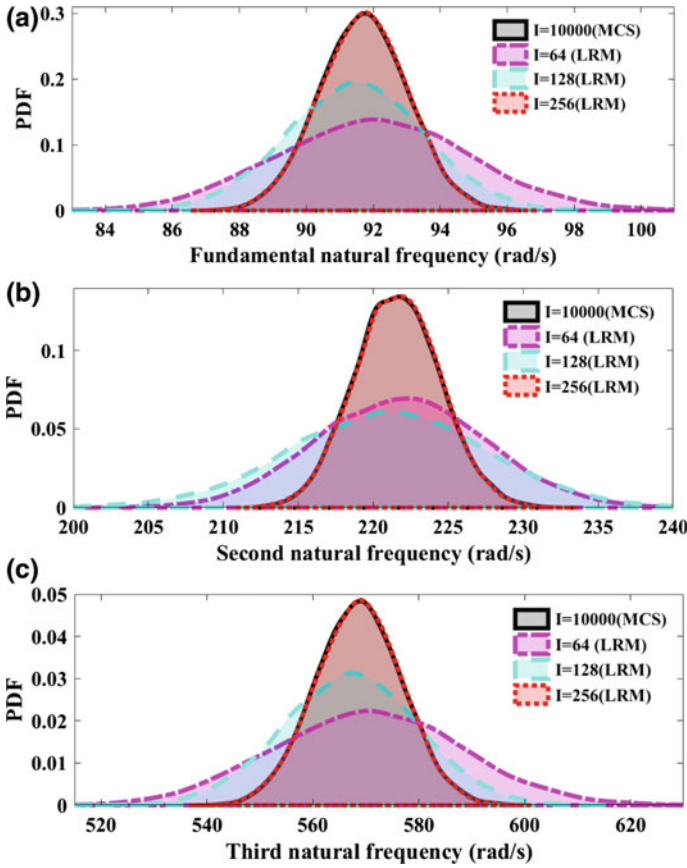 (a)
0.3
0.2
0.1
0
PDF
I=10000(MCS)
I=64 (LRM)
I=128(LRM)
I=256(LRM)
84 86 88 90 92 94 96 98 100
Fundamental natural frequency (rad/s)
(b)
0.1
0.05
0
PDF
I=10000(MCS)
I=64 (LRM)
I=128(LRM)
I=256(LRM)
200 205 210 215 220 225 230 235 240
Second natural frequency (rad/s)
(c)
0.05
0.04
0.03
0.02
0.01
0
PDF
I=10000(MCS)
I=64 (LRM)
I=128(LRM)
I=256(LRM)
520 540 560 580 600 620
Third natural frequency (rad/s)